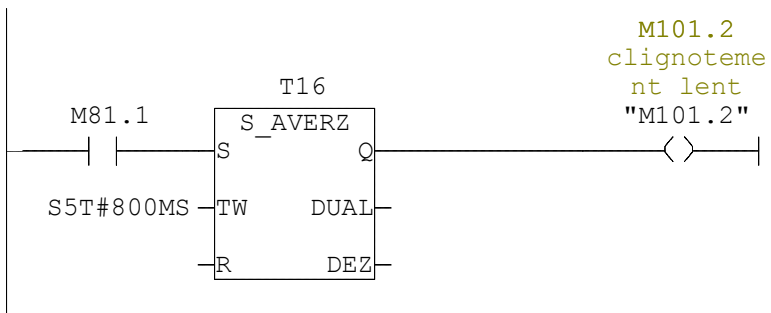 M101.2
clignoteme
nt lent
"M101.2"
T16
M81.1
S_AVERZ
S Q
S5T#800MS TW DUAL
R DEZ